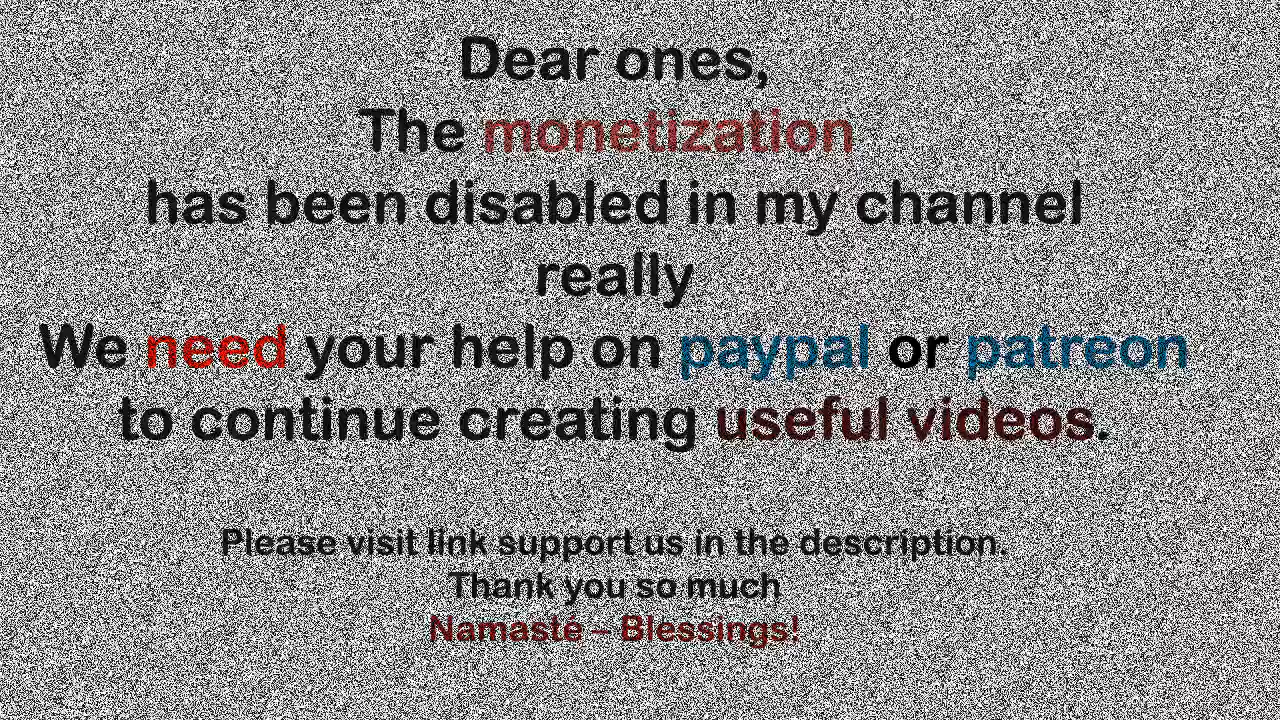 Dear ones,
The monetization
has been disabled in my channel
really
We need your help on paypal or patreon
to continue creating useful videos.
Please visit link support us in the description.
Thank you so much
Namasté – Blessings!